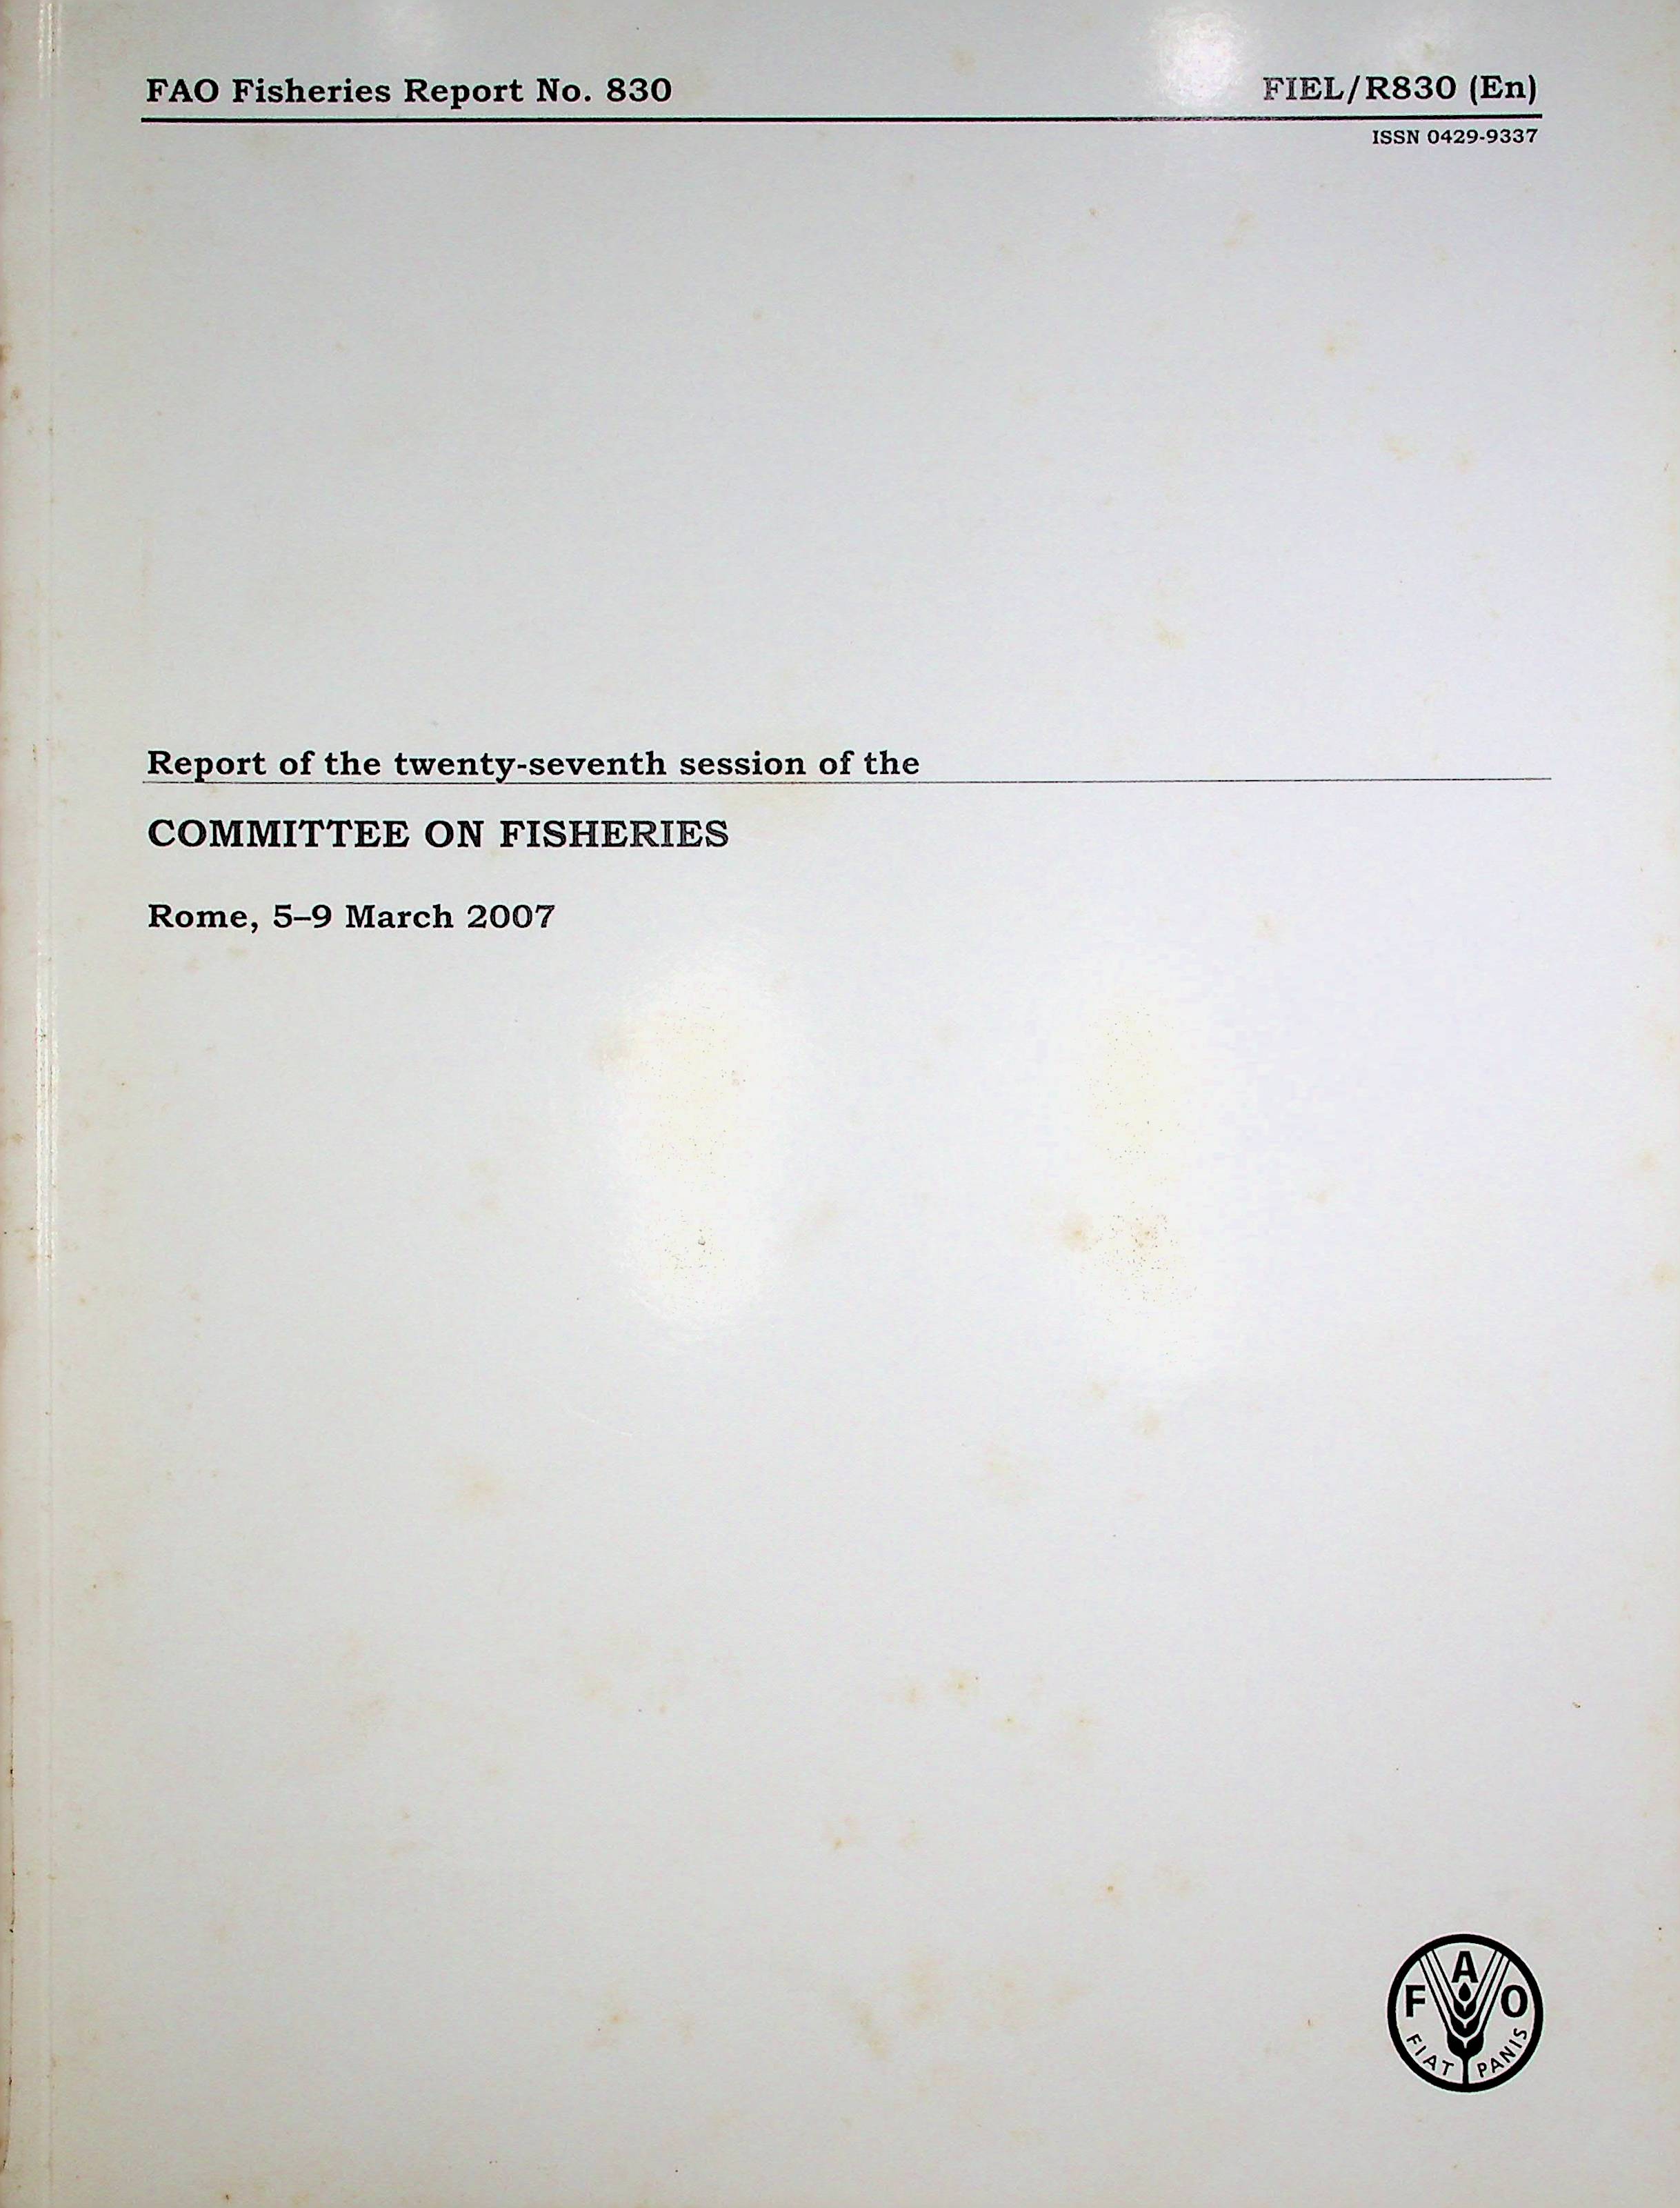 FAO Fisheries Report No. 830
FIEL/R830 (En)
ISSN 0429-9337
Report of the twenty-seventh session of the
COMMITTEE ON FISHERIES
Rome, 5–9 March 2007
F A O
FIAT PANIS